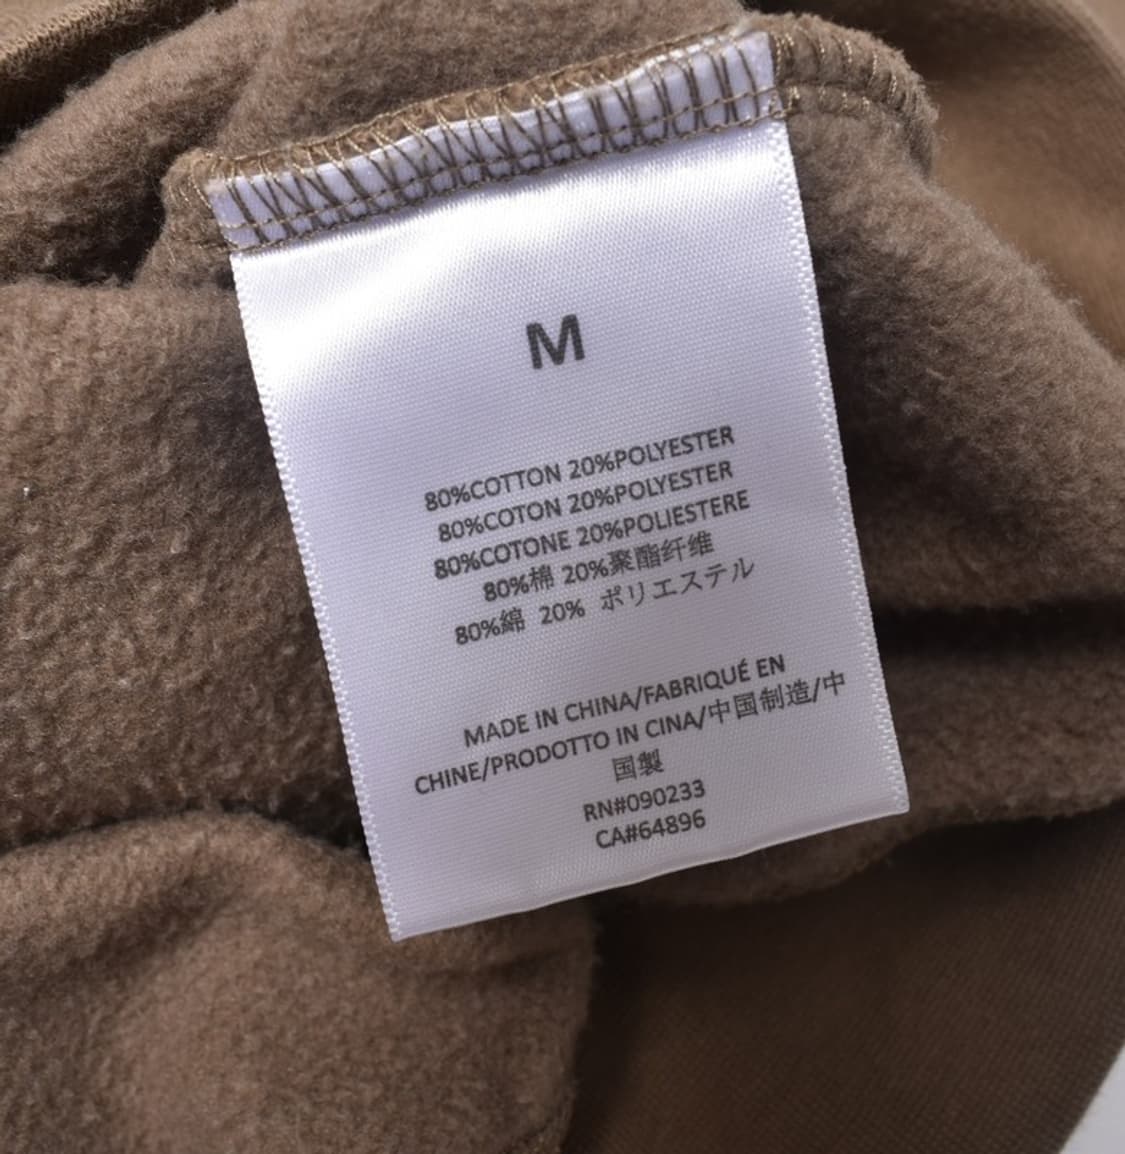 M
80%COTTON 20%POLYESTER
80%COTON 20%POLYESTER
80%COTONE 20%POLIESTERE
80%棉 20%聚酯纤维
80%綿 20% ポリエステル
MADE IN CHINA/FABRIQUÉ EN
CHINE/PRODOTTO IN CINA/中国制造/中
国製
RN#090233
CA#64896